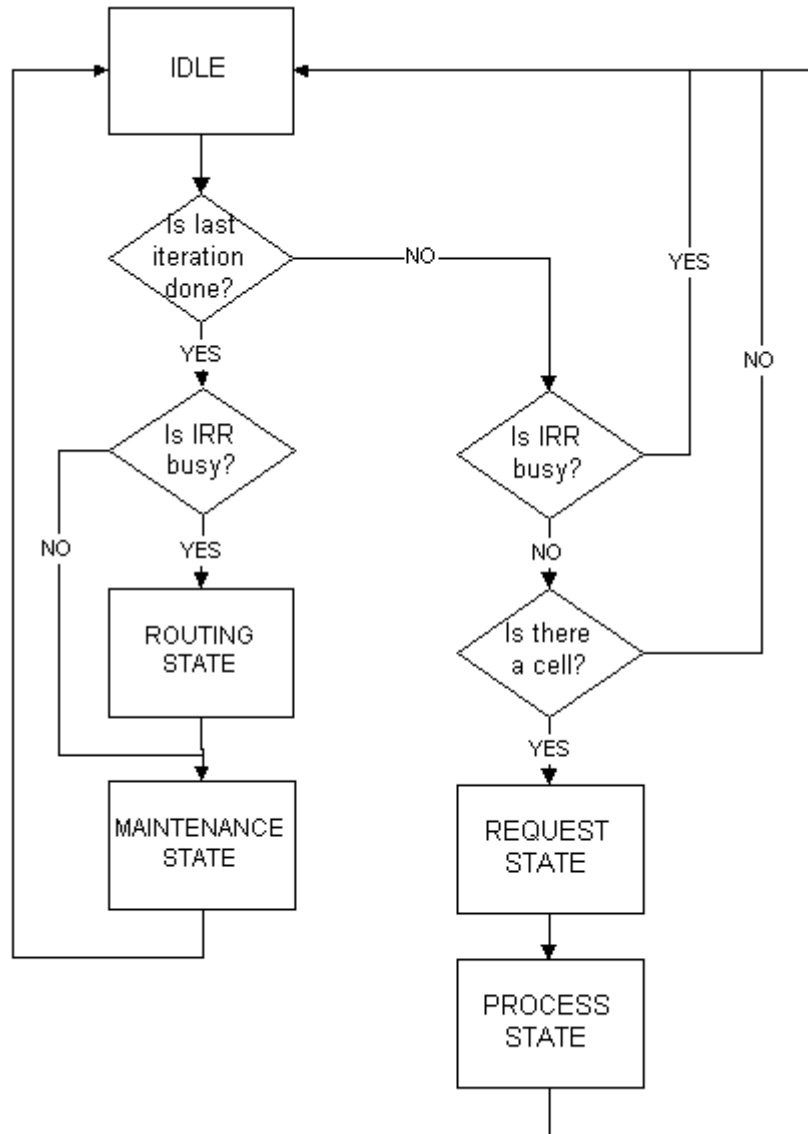 IDLE
Is last
iteration
done?
NO
YES
YES
NO
Is IRR
busy?
Is IRR
busy?
NO
YES
NO
ROUTING
STATE
Is there
a cell?
YES
MAINTENANCE
STATE
REQUEST
STATE
PROCESS
STATE